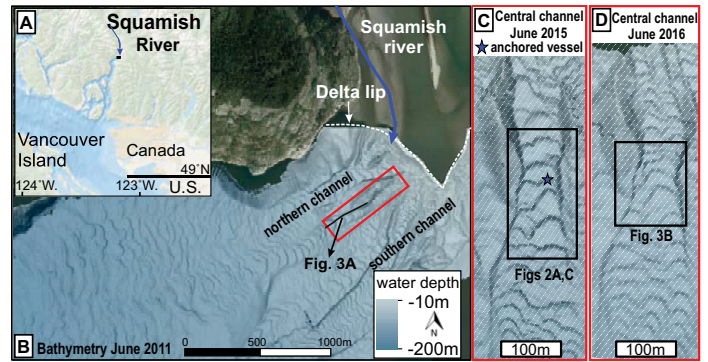 A
Squamish
River
Vancouver
Island
Canada
49°N
124°W.
123°W.
U.S.
Squamish
river
Delta lip
northern channel
southern channel
Fig. 3A
water depth
-10m
N
-200m
B Bathymetry June 2011
0
500
1000m
C Central channel
June 2015
anchored vessel
Figs 2A,C
100m
D Central channel
June 2016
Fig. 3B
100m